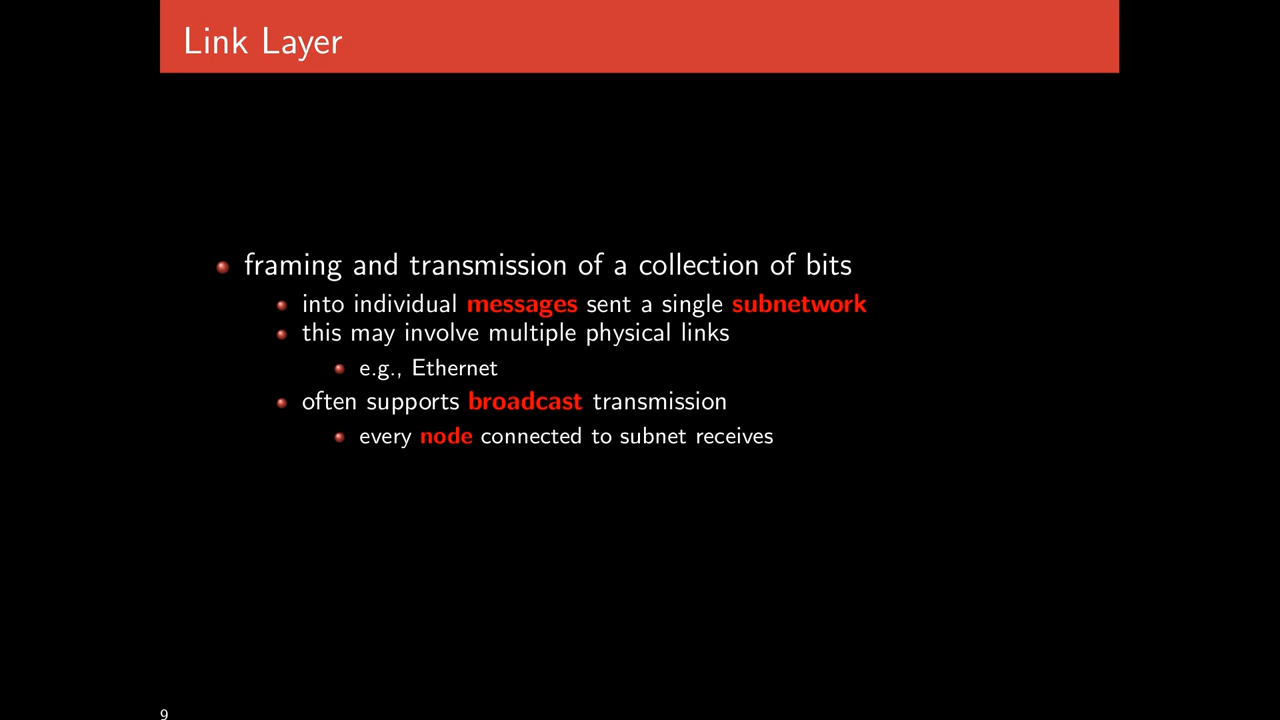 Link Layer
framing and transmission of a collection of bits
into individual messages sent a single subnetwork
this may involve multiple physical links
e.g., Ethernet
often supports broadcast transmission
every node connected to subnet receives
9